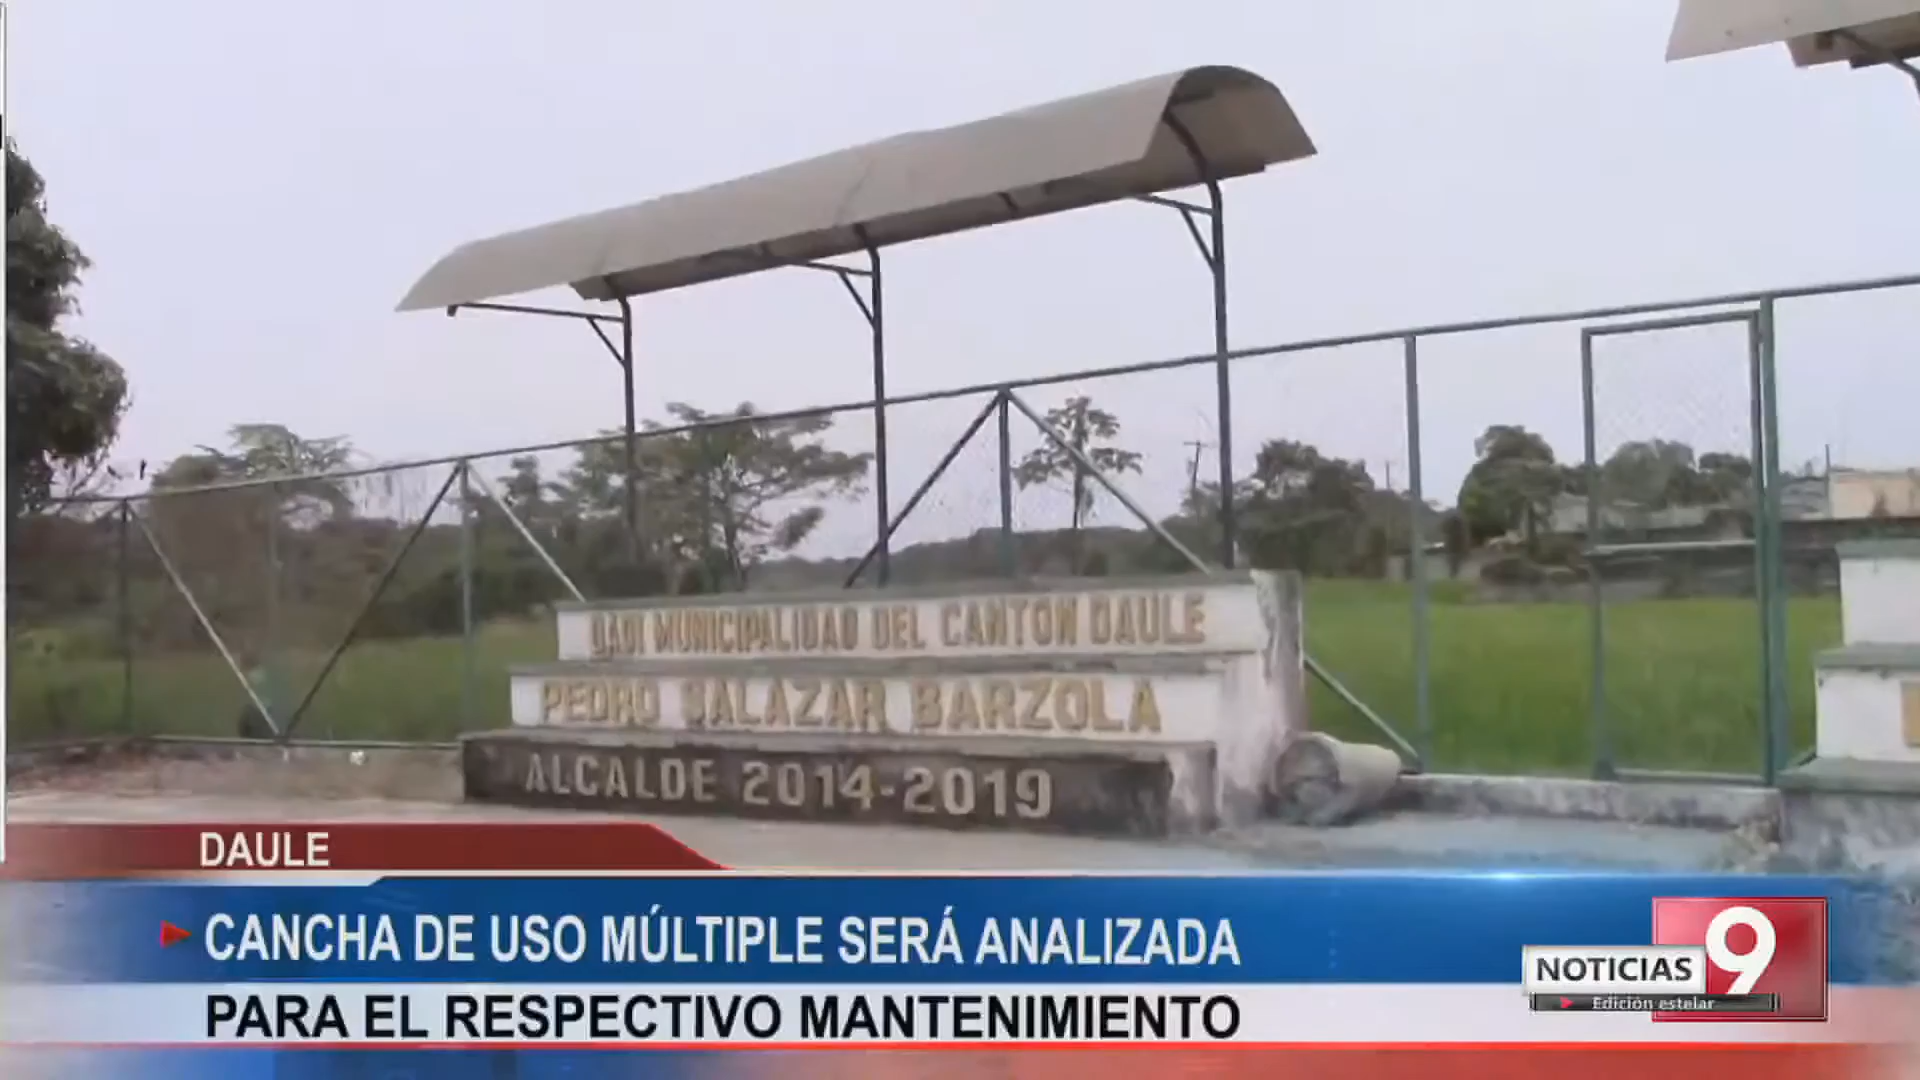 GADI MUNICIPALIDAD DEL CANTON DAULE
PEDRO SALAZAR BARZOLA
ALCALDE 2014-2019
DAULE
CANCHA DE USO MÚLTIPLE SERÁ ANALIZADA
PARA EL RESPECTIVO MANTENIMIENTO
NOTICIAS 9
Edición estelar